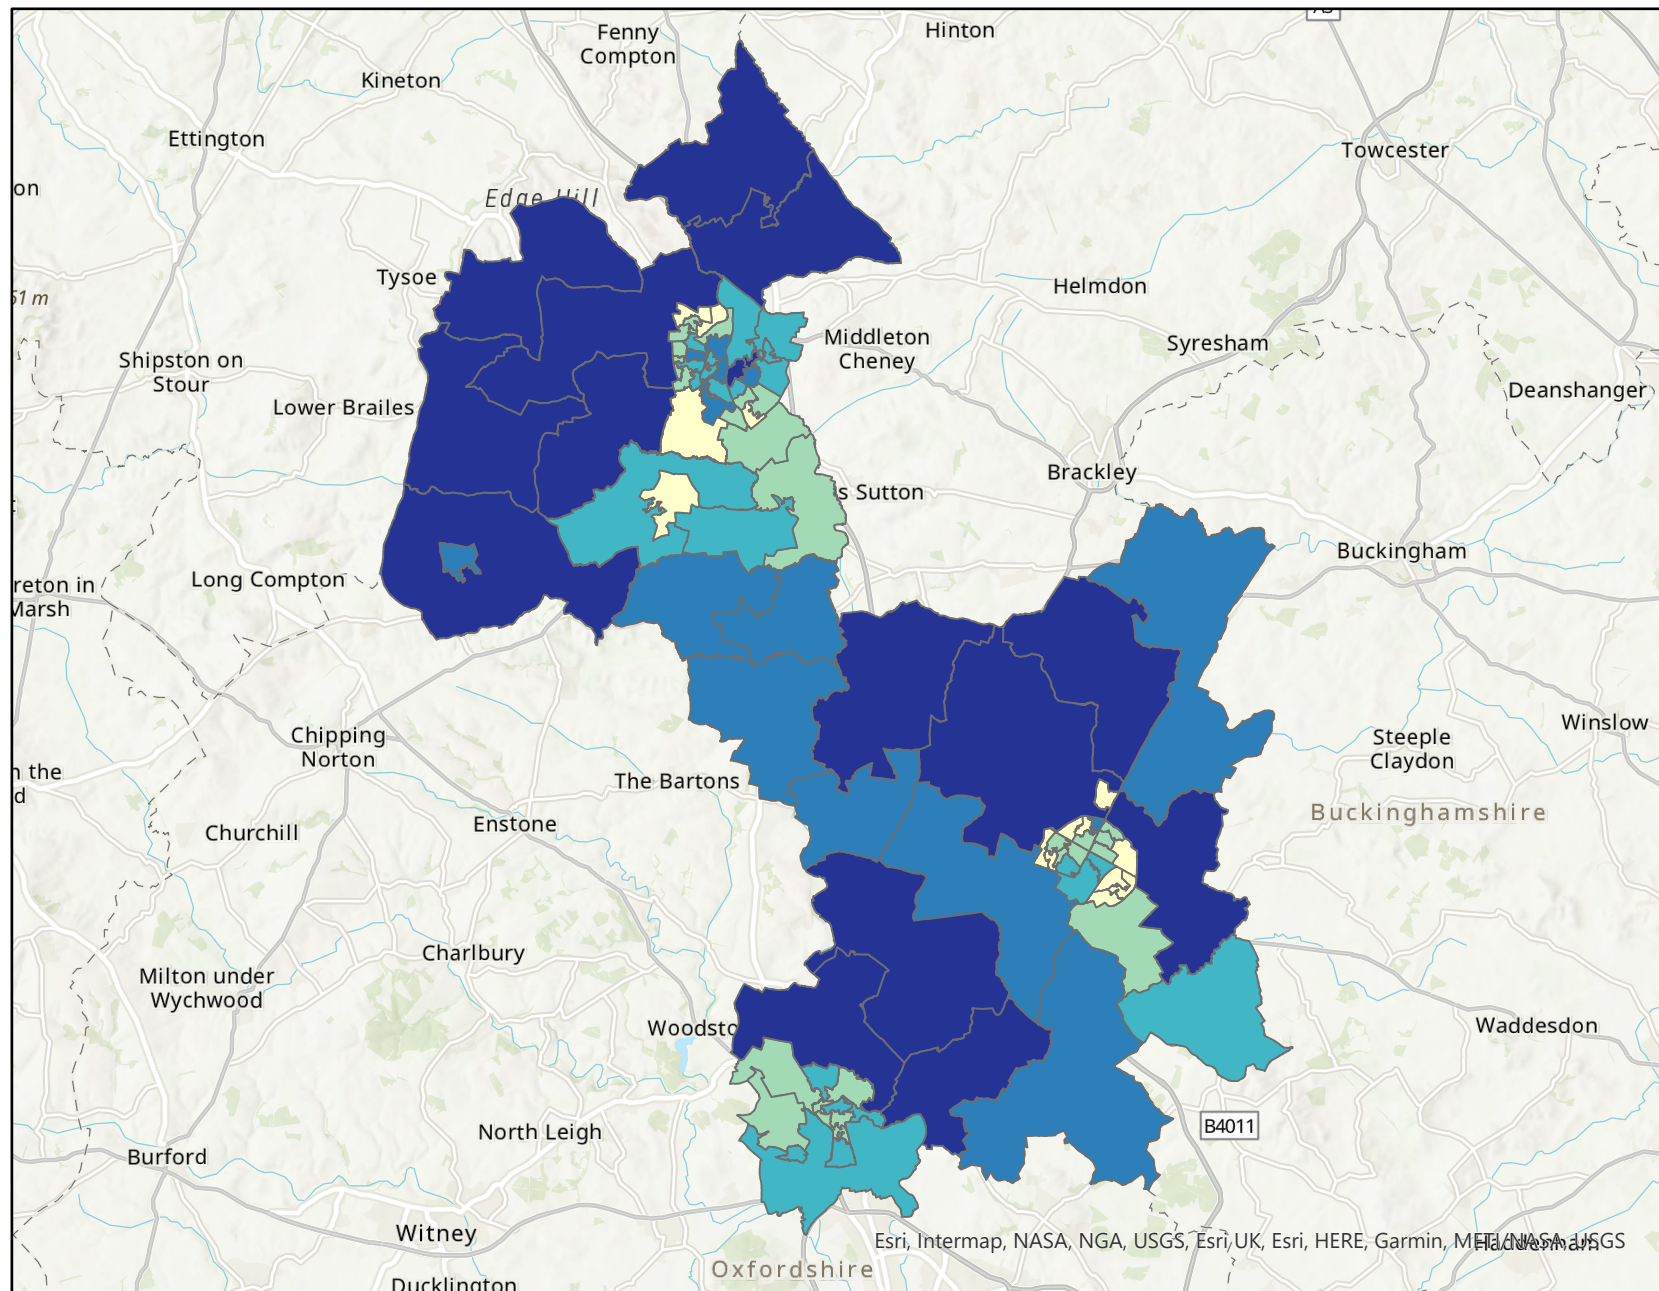 A5
Hinton
Fenny
Compton
Kineton
Ettington
Towcester
on
Edge Hill
Tysoe
Helmdon
51 m
Middleton
Cheney
Syresham
Shipston on
Stour
Deanshanger
Lower Brailes
Brackley
s Sutton
Buckingham
Long Compton
reton in
Marsh
Winslow
Steeple
Claydon
Chipping
Norton
n the
d
The Bartons
Buckinghamshire
Enstone
Churchill
Charlbury
Milton under
Wychwood
Woodsto
Waddesdon
B4011
North Leigh
Burford
Witney
Esri, Intermap, NASA, NGA, USGS, Esri UK, Esri, HERE, Garmin, METI/NASA, USGS
Haddenham
Oxfordshire
Ducklington